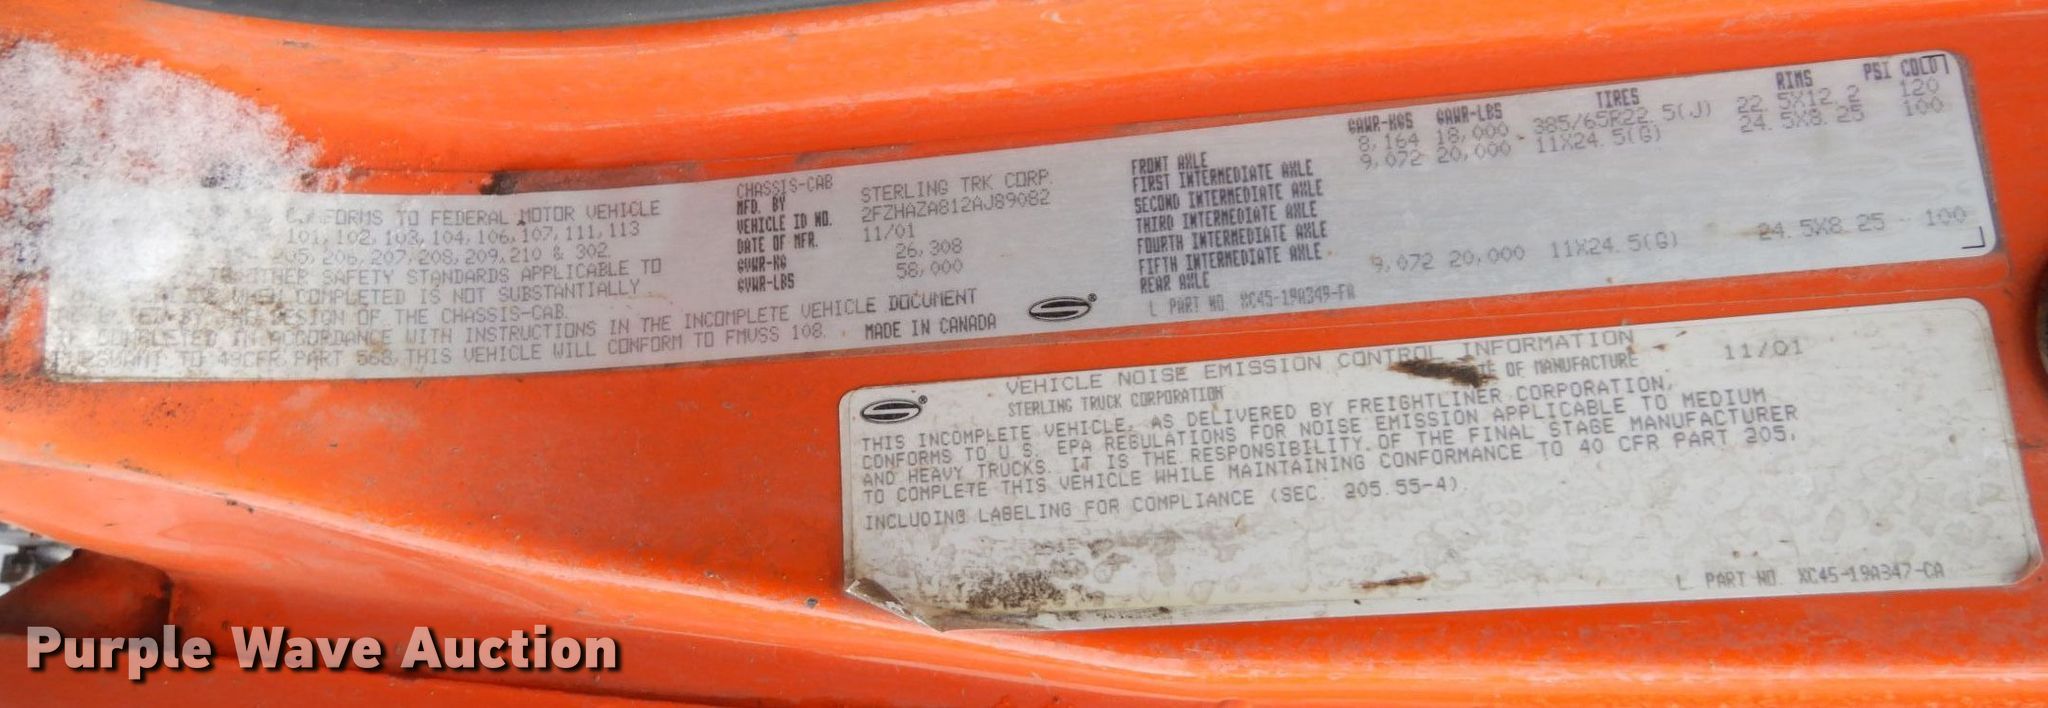 FORMS TO FEDERAL MOTOR VEHICLE
101, 102, 103, 104, 106, 107, 111, 113
205, 206, 207, 208, 209, 210 & 302
OTHER SAFETY STANDARDS APPLICABLE TO
WHEN COMPLETED IS NOT SUBSTANTIALLY
BY THE DESIGN OF THE CHASSIS-CAB.
COMPLETED IN ACCORDANCE WITH INSTRUCTIONS IN THE INCOMPLETE VEHICLE DOCUMENT
TO 49CFR PART 568, THIS VEHICLE WILL CONFORM TO FMVSS 108. MADE IN CANADA
CHASSIS-CAB
MFD. BY STERLING TRK CORP.
VEHICLE ID NO. 2FZHAZA812AJ89082
DATE OF MFR. 11/01
GVWR-KG 26,308
GVWR-LBS 58,000
GAWR-KGS GAWR-LBS TIRES RIMS PSI COLD
FRONT AXLE 8,164 18,000 - 385/65R22.5(J) 22.5X12.2 120
FIRST INTERMEDIATE AXLE 9,072 20,000 - 11X24.5(G) 24.5X8.25 100
SECOND INTERMEDIATE AXLE
THIRD INTERMEDIATE AXLE
FOURTH INTERMEDIATE AXLE
FIFTH INTERMEDIATE AXLE
REAR AXLE 9,072 20,000 11X24.5(G) 24.5X8.25 - 100
L PART NO. XC45-19A349-FA
VEHICLE NOISE EMISSION CONTROL INFORMATION
STERLING TRUCK CORPORATION OF MANUFACTURE 11/01
THIS INCOMPLETE VEHICLE, AS DELIVERED BY FREIGHTLINER CORPORATION,
CONFORMS TO U.S. EPA REGULATIONS FOR NOISE EMISSION APPLICABLE TO MEDIUM
AND HEAVY TRUCKS. IT IS THE RESPONSIBILITY OF THE FINAL STAGE MANUFACTURER
TO COMPLETE THIS VEHICLE WHILE MAINTAINING CONFORMANCE TO 40 CFR PART 205,
INCLUDING LABELING FOR COMPLIANCE (SEC. 205.55-4).
L PART NO. XC45-19A347-CA
Purple Wave Auction